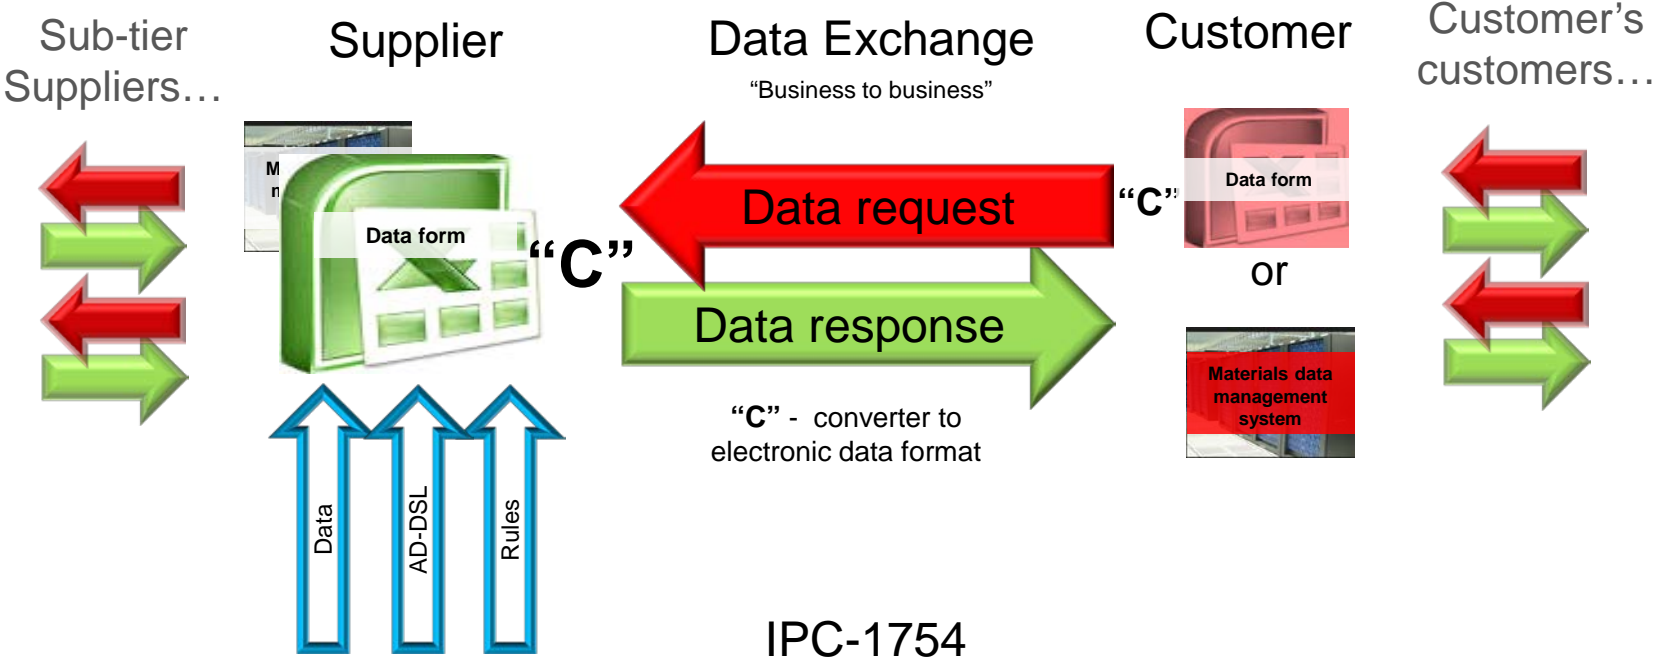 Sub-tier
Suppliers…
Supplier
Data Exchange
“Business to business”
Customer
Customer’s
customers…
Data form
“C”
Data request
“C”
Data form
or
Data response
Materials data
management
system
“C” - converter to
electronic data format
Data
AD-DSL
Rules
IPC-1754